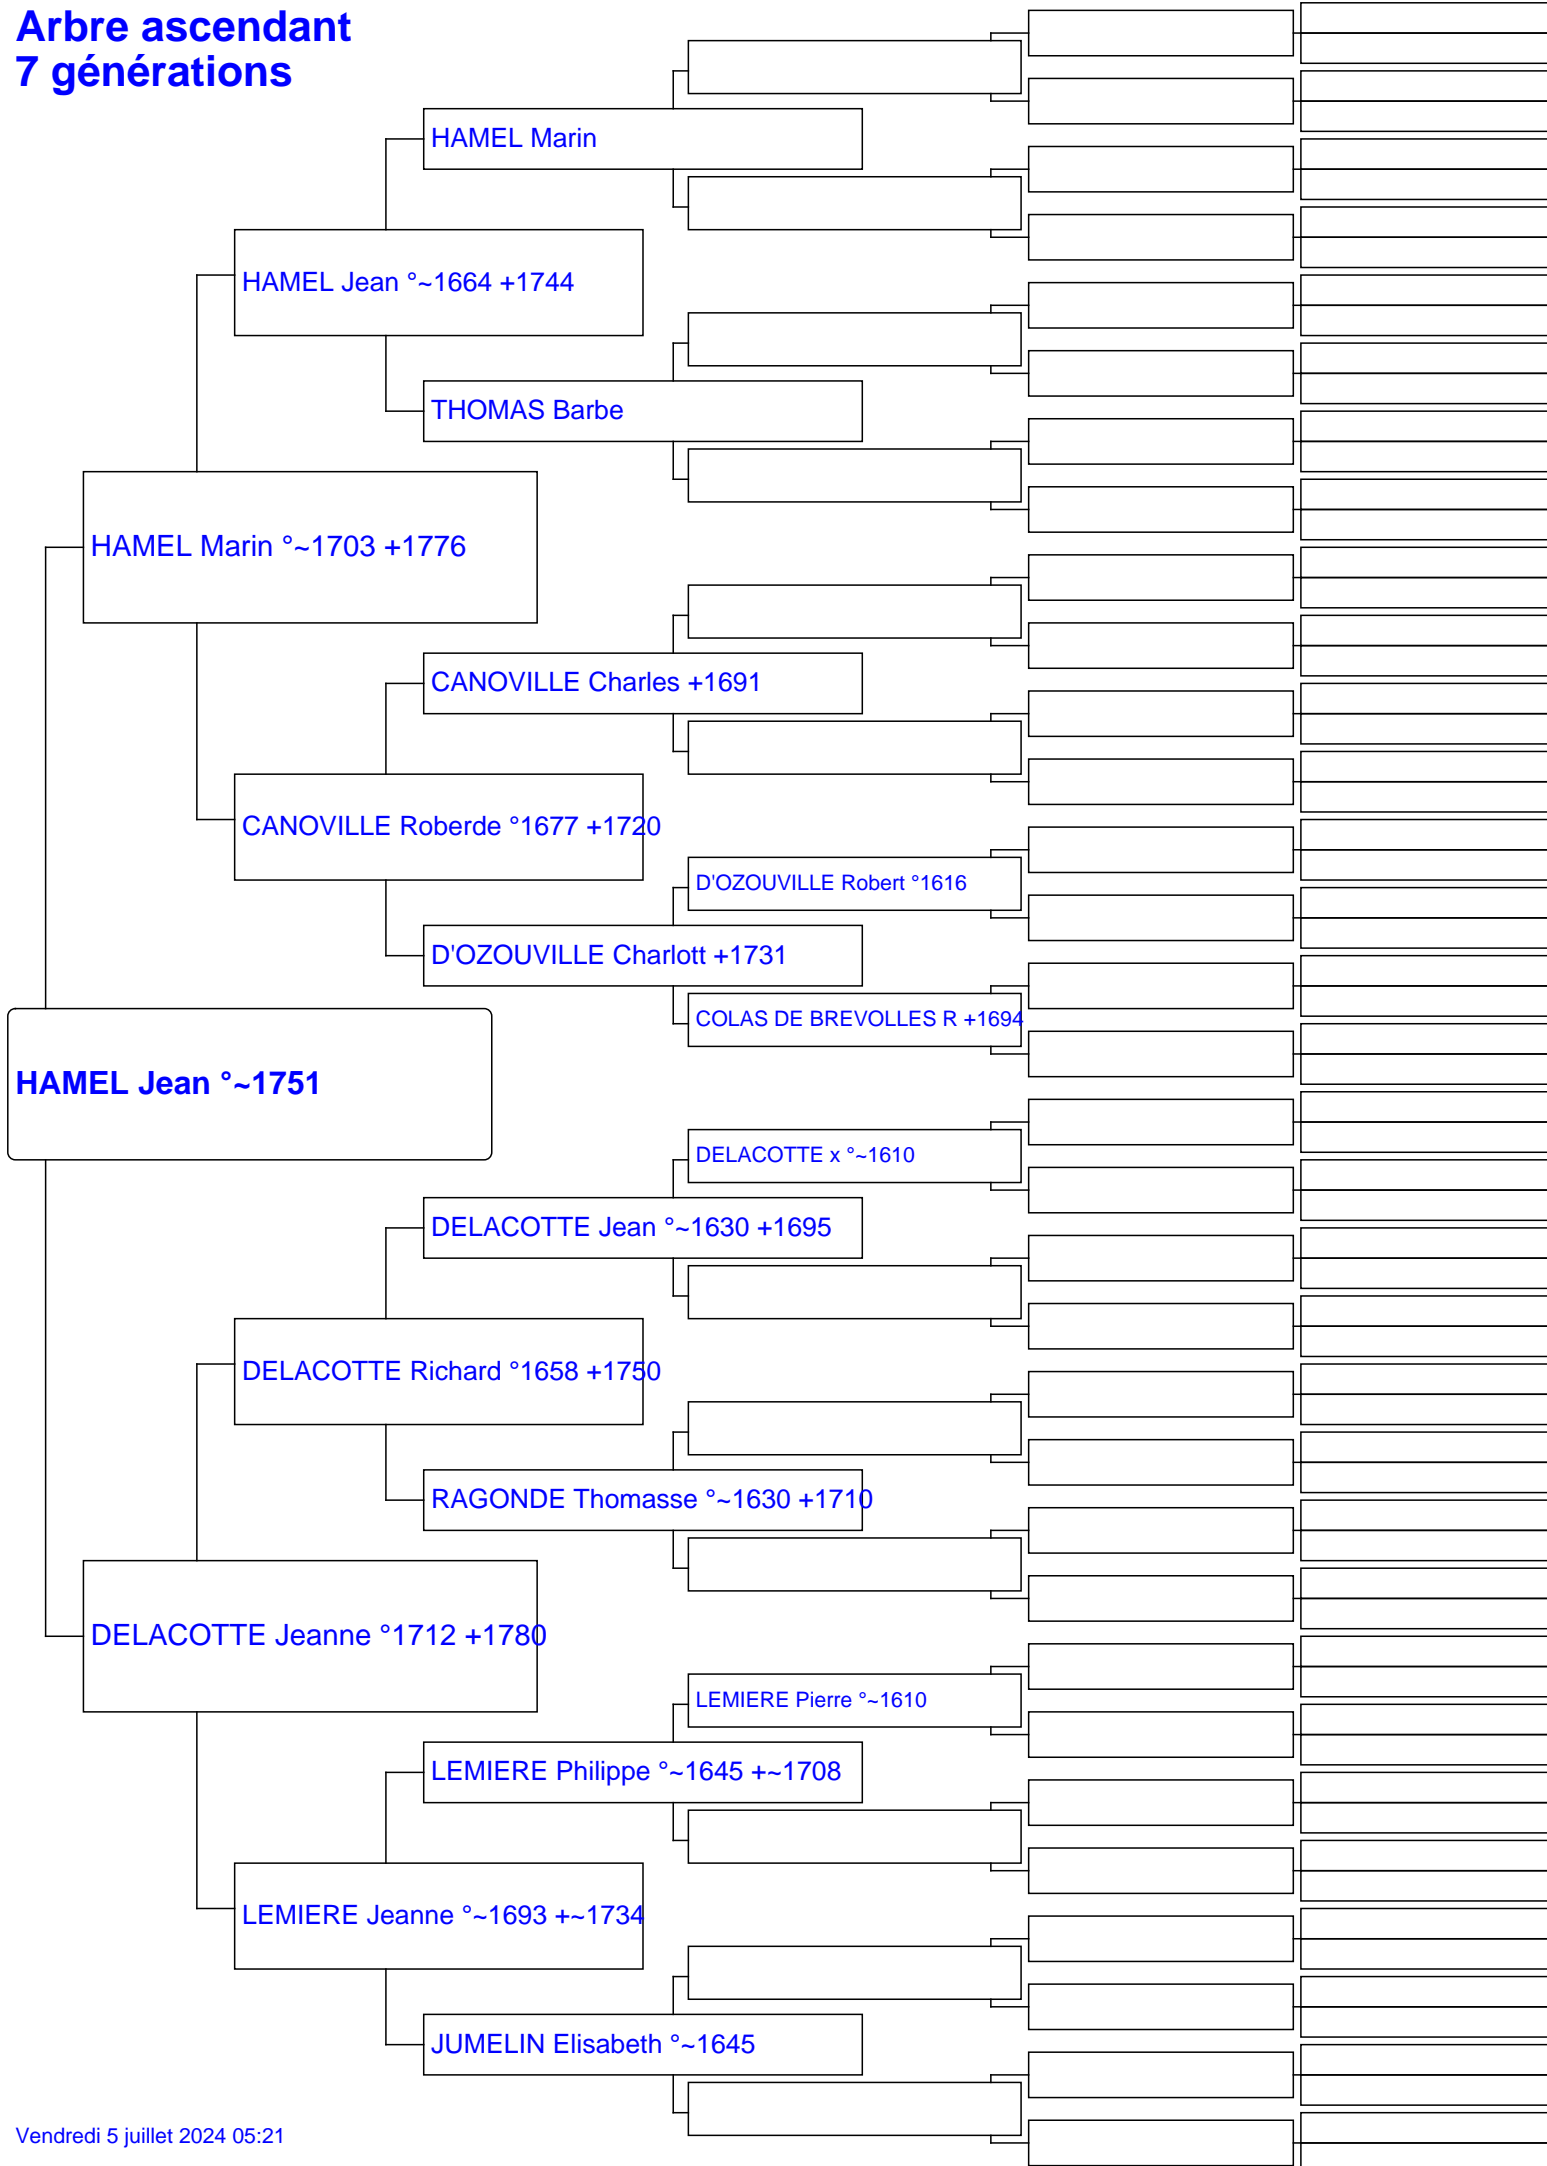 Arbre ascendant
7 générations
HAMEL Marin
HAMEL Jean °~1664 +1744
THOMAS Barbe
HAMEL Marin °~1703 +1776
CANOVILLE Charles +1691
CANOVILLE Roberde °1677 +1720
D'OZOUVILLE Robert °1616
D'OZOUVILLE Charlott +1731
COLAS DE BREVOLLES R +1694
HAMEL Jean °~1751
DELACOTTE x °~1610
DELACOTTE Jean °~1630 +1695
DELACOTTE Richard °1658 +1750
RAGONDE Thomasse °~1630 +1710
DELACOTTE Jeanne °1712 +1780
LEMIERE Pierre °~1610
LEMIERE Philippe °~1645 +~1708
LEMIERE Jeanne °~1693 +~1734
JUMELIN Elisabeth °~1645
Vendredi 5 juillet 2024 05:21